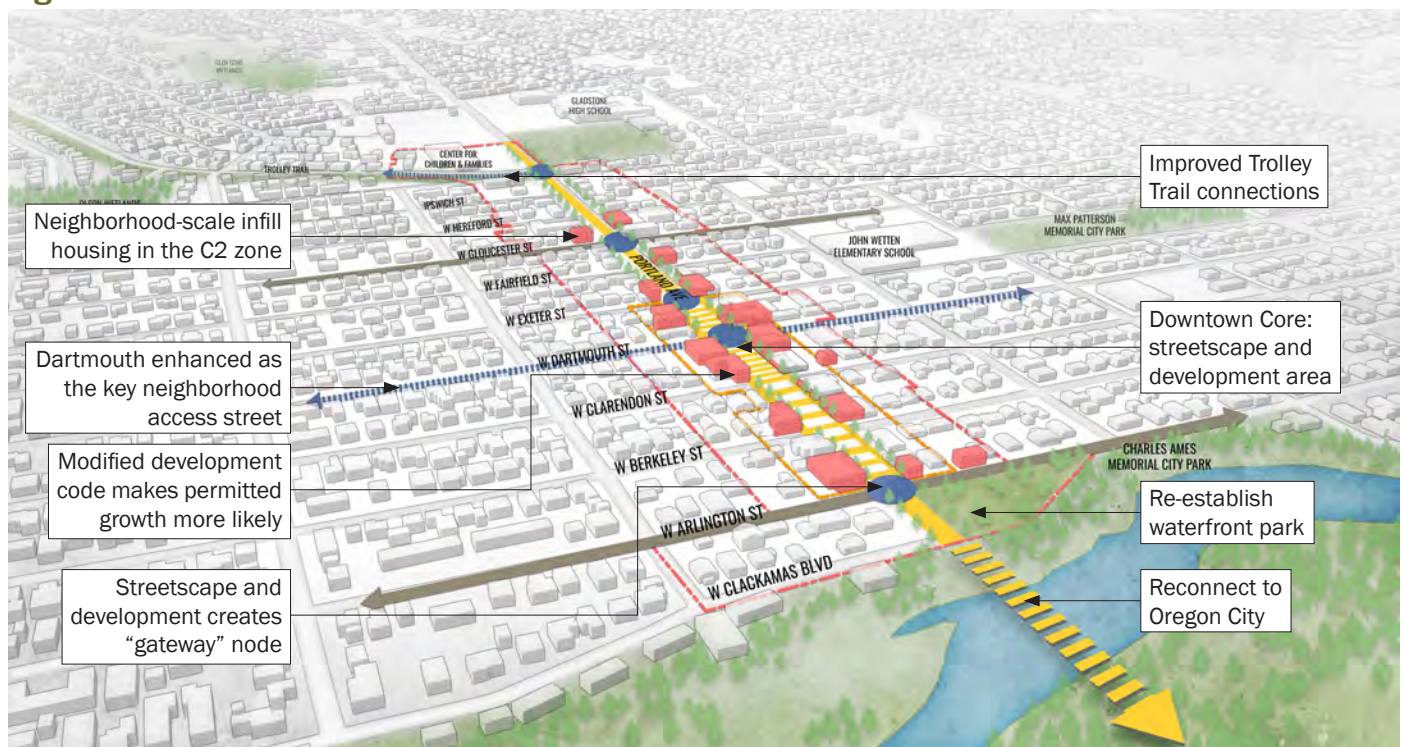 GLEN ECHO
WETLANDS
GLADSTONE
HIGH SCHOOL
CENTER FOR
CHILDREN & FAMILIES
TROLLEY TRAIL
Improved Trolley
Trail connections
OLSON WETLANDS
IPSWICH ST
W HEREFORD ST
W GLOUCESTER ST
W FAIRFIELD ST
W EXETER ST
W DARTMOUTH ST
W CLARENDON ST
W BERKELEY ST
W ARLINGTON ST
W CLACKAMAS BLVD
PORTLAND AVE
MAX PATTERSON
MEMORIAL CITY PARK
JOHN WETTEN
ELEMENTARY SCHOOL
CHARLES AMES
MEMORIAL CITY PARK
Neighborhood-scale infill
housing in the C2 zone
Dartmouth enhanced as
the key neighborhood
access street
Modified development
code makes permitted
growth more likely
Streetscape and
development creates
“gateway” node
Downtown Core:
streetscape and
development area
Re-establish
waterfront park
Reconnect to
Oregon City